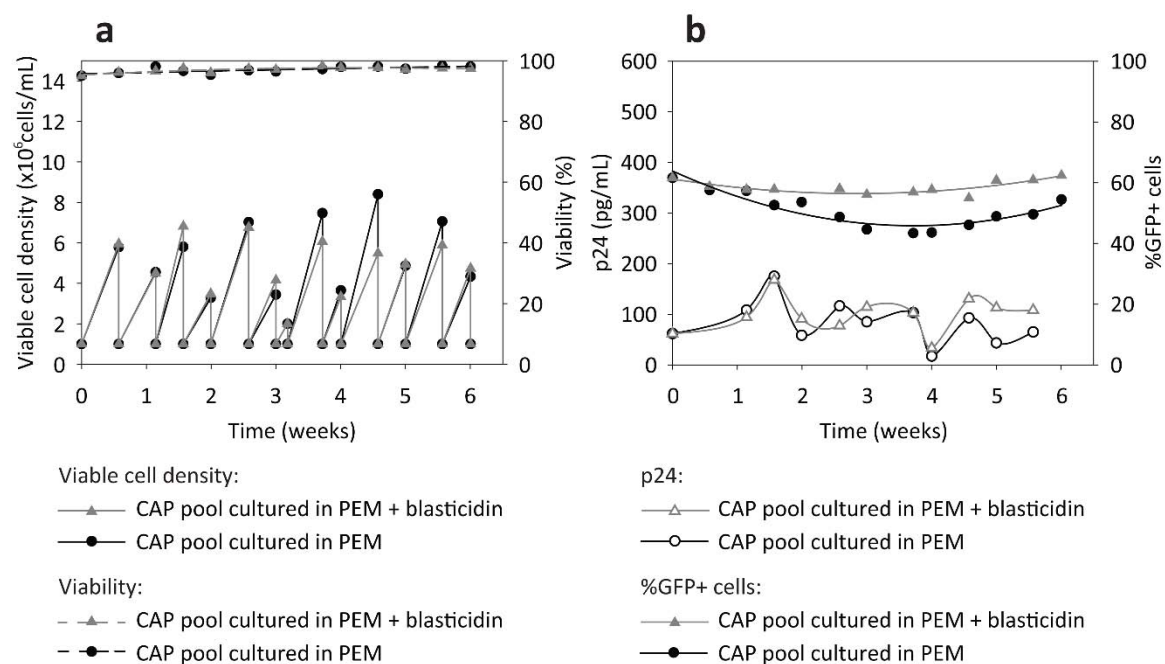 a
b
14
12
10
8
6
4
2
0
Viable cell density (x10⁶cells/mL)
100
80
60
40
20
0
Viability (%)
0 1 2 3 4 5 6
Time (weeks)
600
500
400
300
200
100
0
p24 (pg/mL)
100
80
60
40
20
0
%GFP+ cells
0 1 2 3 4 5 6
Time (weeks)
Viable cell density:
CAP pool cultured in PEM + blasticidin
CAP pool cultured in PEM
Viability:
CAP pool cultured in PEM + blasticidin
CAP pool cultured in PEM
p24:
CAP pool cultured in PEM + blasticidin
CAP pool cultured in PEM
%GFP+ cells:
CAP pool cultured in PEM + blasticidin
CAP pool cultured in PEM